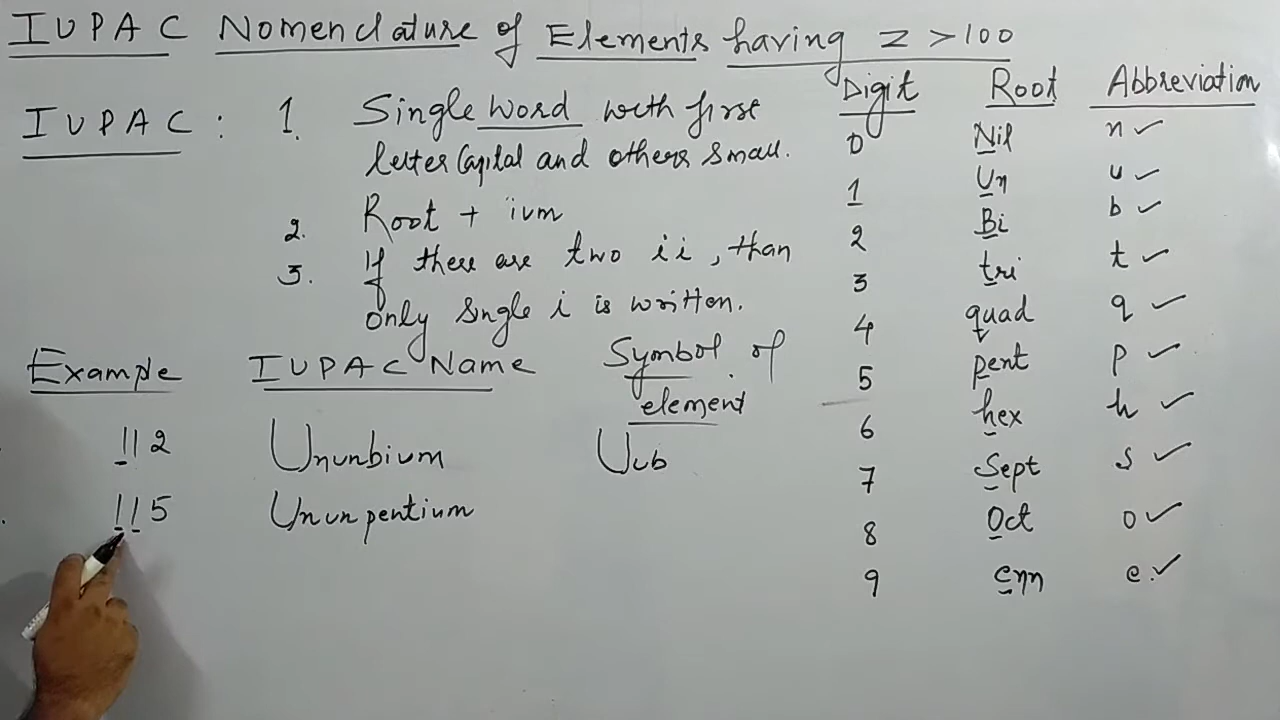 IUPAC Nomenclature of Elements having Z > 100
IUPAC : 1. Single word with first
letter Capital and others small.
2. Root + ium
3. If there are two ii, than
only single i is written.
Digit Root Abbreviation
0 Nil n ✓
1 Un u ✓
2 Bi b ✓
3 tri t ✓
4 quad q ✓
5 pent p ✓
6 hex h ✓
7 Sept s ✓
8 Oct o ✓
9 enn e. ✓
Example IUPAC Name Symbol of
element
112 Ununbium Uub
115 Ununpentium